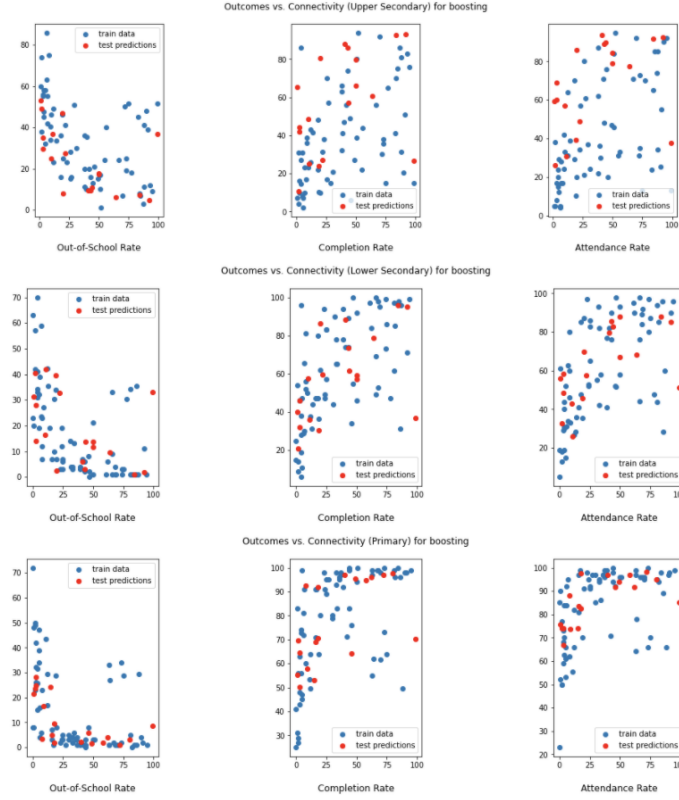 Outcomes vs. Connectivity (Upper Secondary) for boosting
80
60
40
20
0
0 25 50 75 100
train data
test predictions
Out-of-School Rate
80
60
40
20
0
0 25 50 75 100
train data
test predictions
Completion Rate
80
60
40
20
0
0 25 50 75 100
train data
test predictions
Attendance Rate
Outcomes vs. Connectivity (Lower Secondary) for boosting
70
60
50
40
30
20
10
0
0 25 50 75 100
train data
test predictions
Out-of-School Rate
100
80
60
40
20
0
0 25 50 75 100
train data
test predictions
Completion Rate
100
80
60
40
20
0
0 25 50 75 100
train data
test predictions
Attendance Rate
Outcomes vs. Connectivity (Primary) for boosting
70
60
50
40
30
20
10
0
0 25 50 75 100
train data
test predictions
Out-of-School Rate
100
90
80
70
60
50
40
30
0 25 50 75 100
train data
test predictions
Completion Rate
100
90
80
70
60
50
40
30
20
0 25 50 75 100
train data
test predictions
Attendance Rate